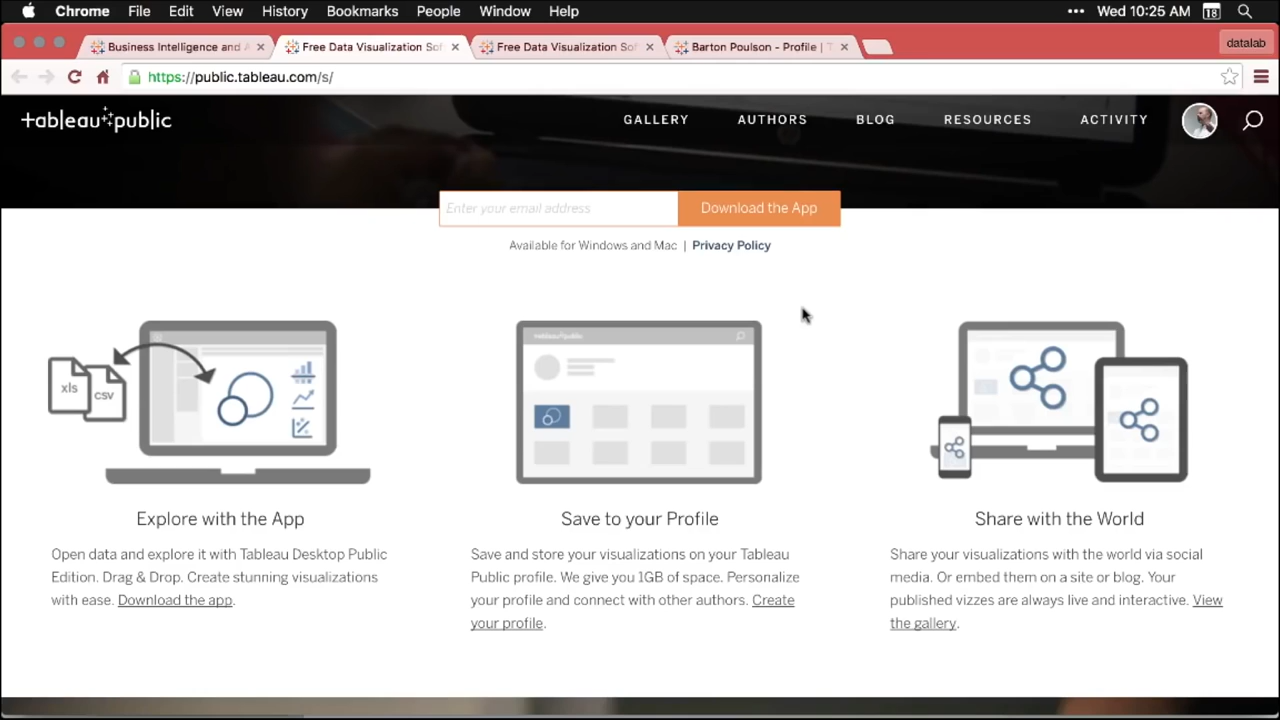 Chrome File Edit View History Bookmarks People Window Help ••• Wed 10:25 AM 18
Business Intelligence and A Free Data Visualization Sof Free Data Visualization Sof Barton Poulson - Profile | T datalab
https://public.tableau.com/s/
tableau public GALLERY AUTHORS BLOG RESOURCES ACTIVITY
Enter your email address Download the App
Available for Windows and Mac | Privacy Policy
tableau public
xls
csv
Explore with the App
Open data and explore it with Tableau Desktop Public
Edition. Drag & Drop. Create stunning visualizations
with ease. Download the app.
Save to your Profile
Save and store your visualizations on your Tableau
Public profile. We give you 1GB of space. Personalize
your profile and connect with other authors. Create
your profile.
Share with the World
Share your visualizations with the world via social
media. Or embed them on a site or blog. Your
published vizzes are always live and interactive. View
the gallery.